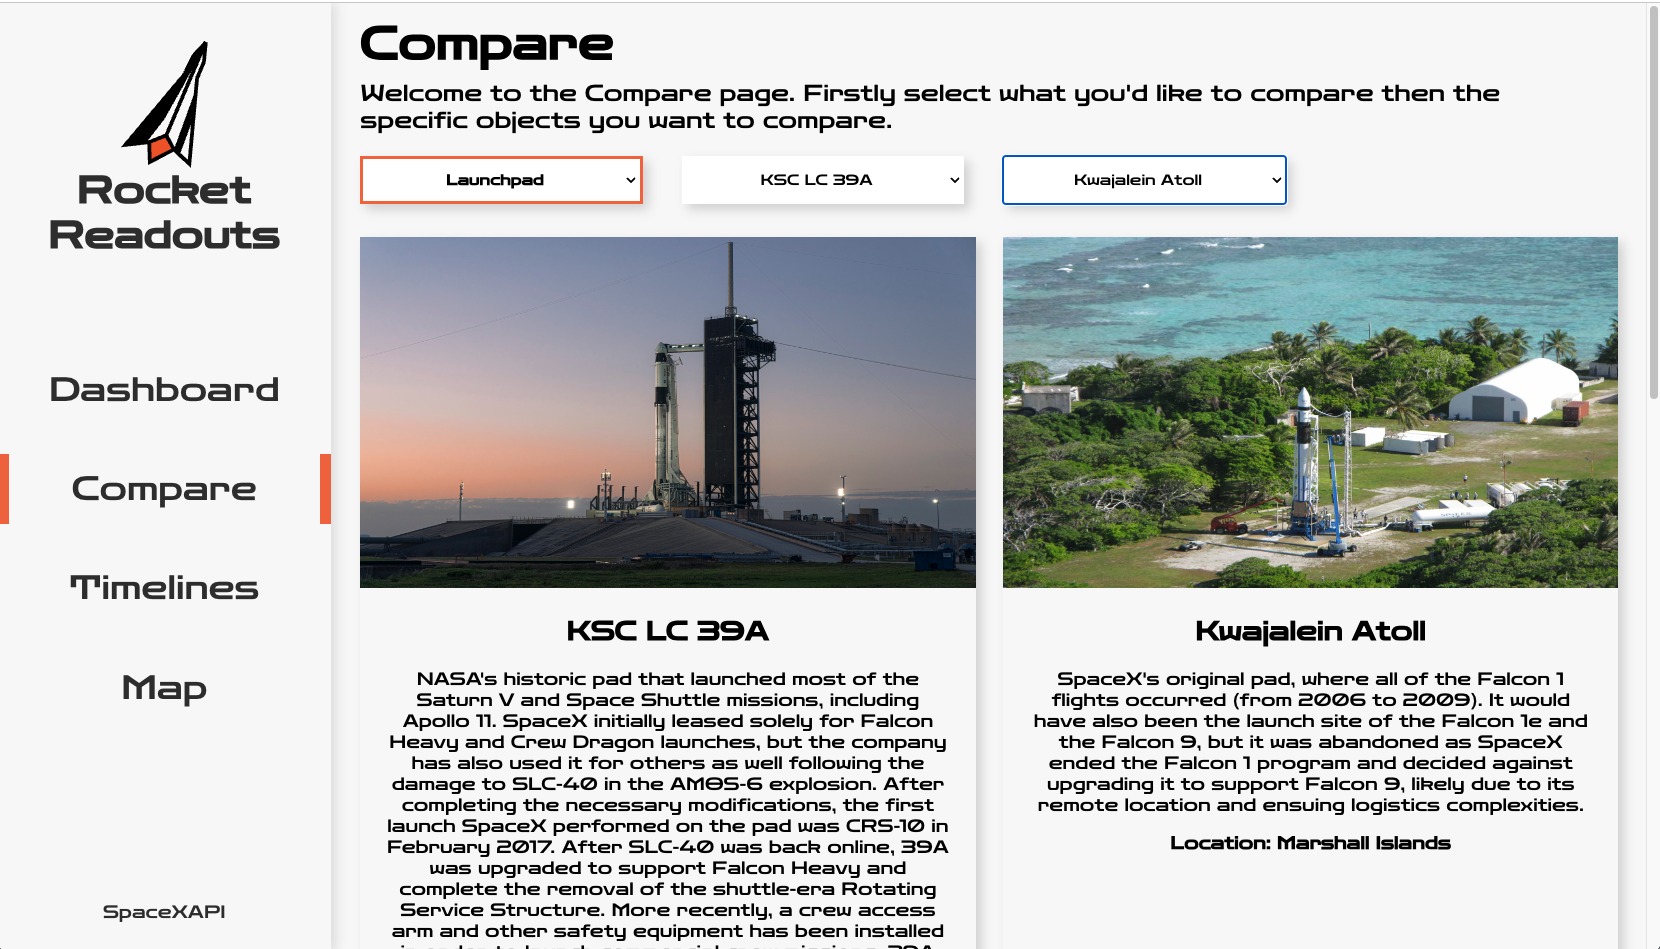 Rocket
Readouts
Dashboard
Compare
Timelines
Map
SpaceXAPI
Compare
Welcome to the Compare page. Firstly select what you'd like to compare then the
specific objects you want to compare.
Launchpad
KSC LC 39A
Kwajalein Atoll
KSC LC 39A
NASA's historic pad that launched most of the
Saturn V and Space Shuttle missions, including
Apollo 11. SpaceX initially leased solely for Falcon
Heavy and Crew Dragon launches, but the company
has also used it for others as well following the
damage to SLC-40 in the AMOS-6 explosion. After
completing the necessary modifications, the first
launch SpaceX performed on the pad was CRS-10 in
February 2017. After SLC-40 was back online, 39A
was upgraded to support Falcon Heavy and
complete the removal of the shuttle-era Rotating
Service Structure. More recently, a crew access
arm and other safety equipment has been installed
Kwajalein Atoll
SpaceX's original pad, where all of the Falcon 1
flights occurred (from 2006 to 2009). It would
have also been the launch site of the Falcon 1e and
the Falcon 9, but it was abandoned as SpaceX
ended the Falcon 1 program and decided against
upgrading it to support Falcon 9, likely due to its
remote location and ensuing logistics complexities.
Location: Marshall Islands